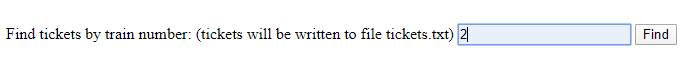 Find tickets by train number: (tickets will be written to file tickets.txt) 2 Find